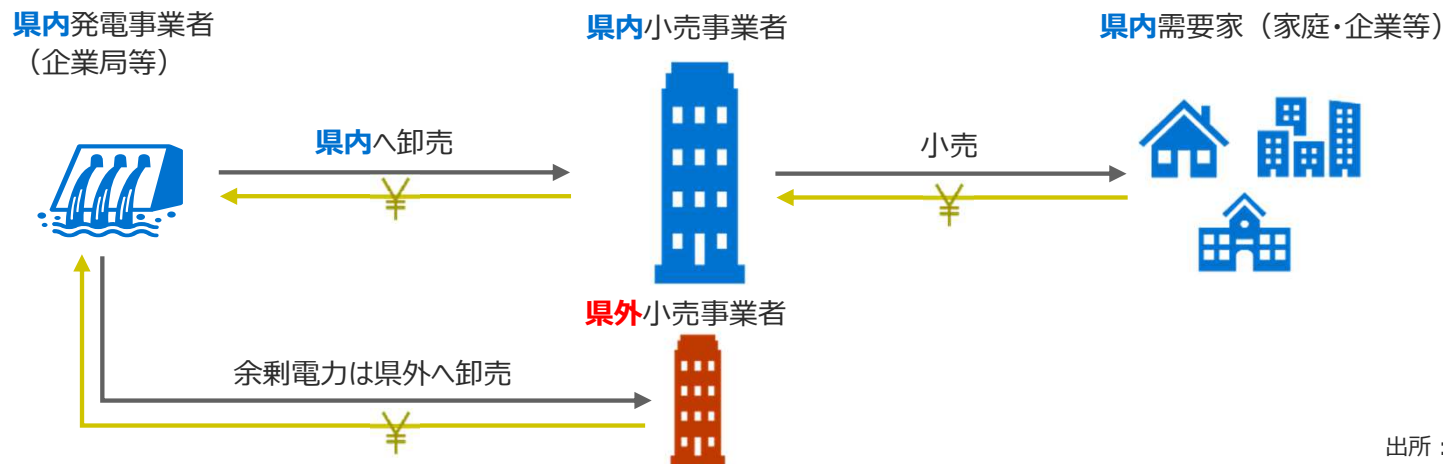 県内発電事業者
（企業局等）
県内小売事業者
県内需要家（家庭・企業等）
県内へ卸売
¥
小売
¥
県外小売事業者
余剰電力は県外へ卸売
¥
出所：